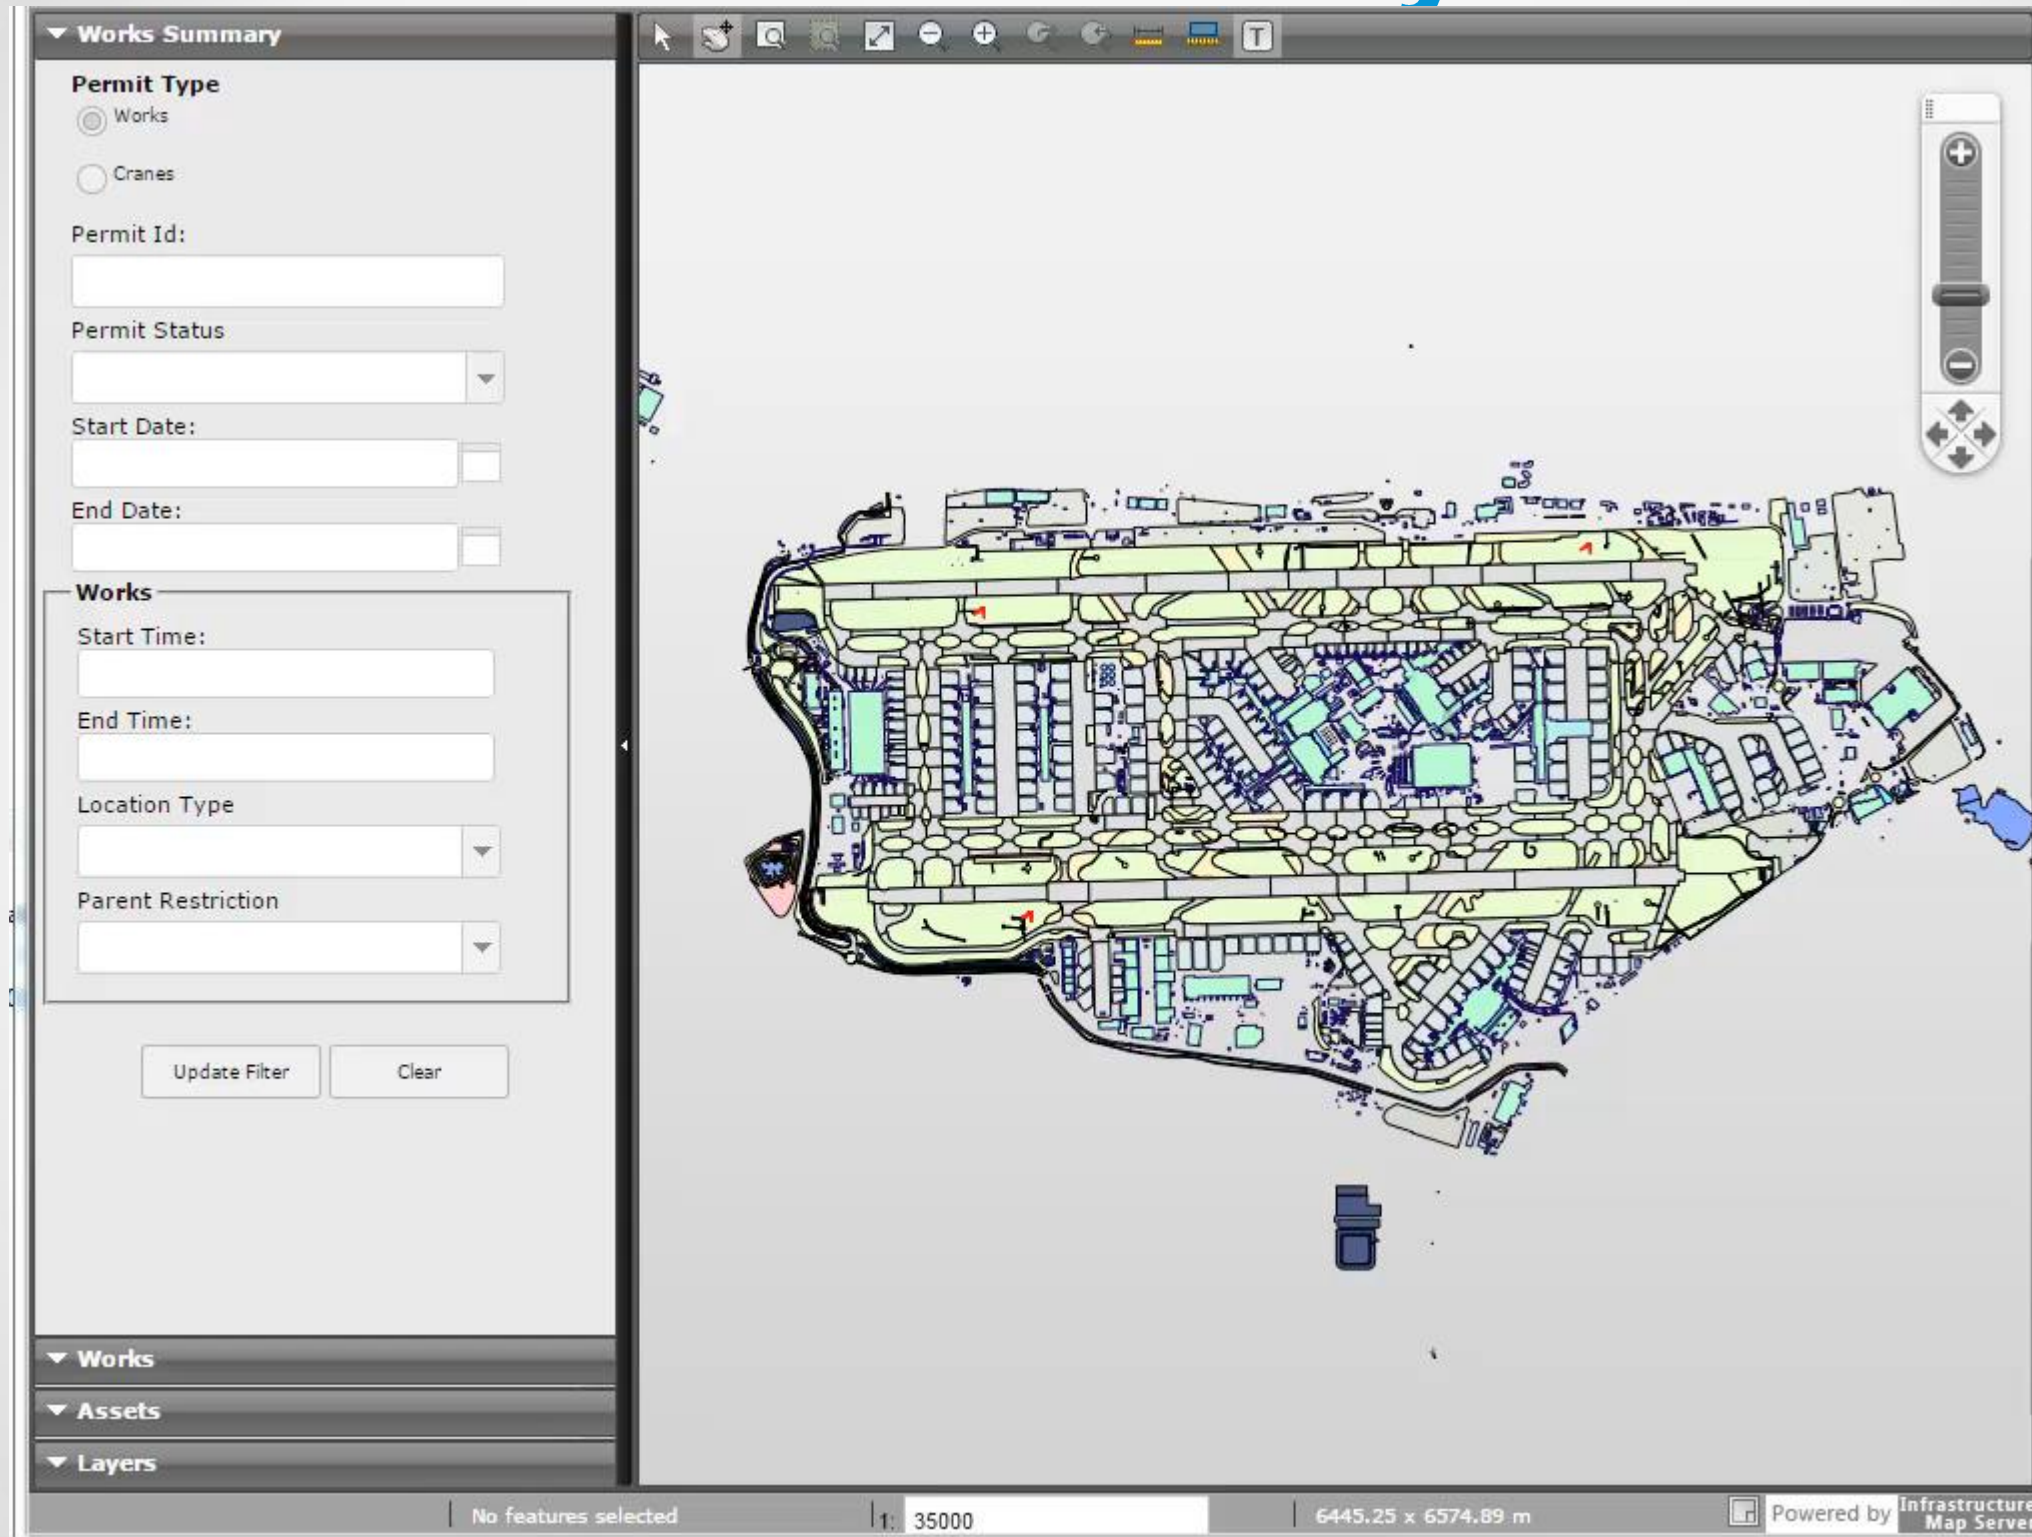 Works Summary
T
Permit Type
Works
Cranes
Permit Id:
Permit Status
Start Date:
End Date:
Works
Start Time:
End Time:
Location Type
Parent Restriction
Update Filter
Clear
Works
Assets
Layers
No features selected
1: 35000
6445.25 x 6574.89 m
Powered by
Infrastructure
Map Server